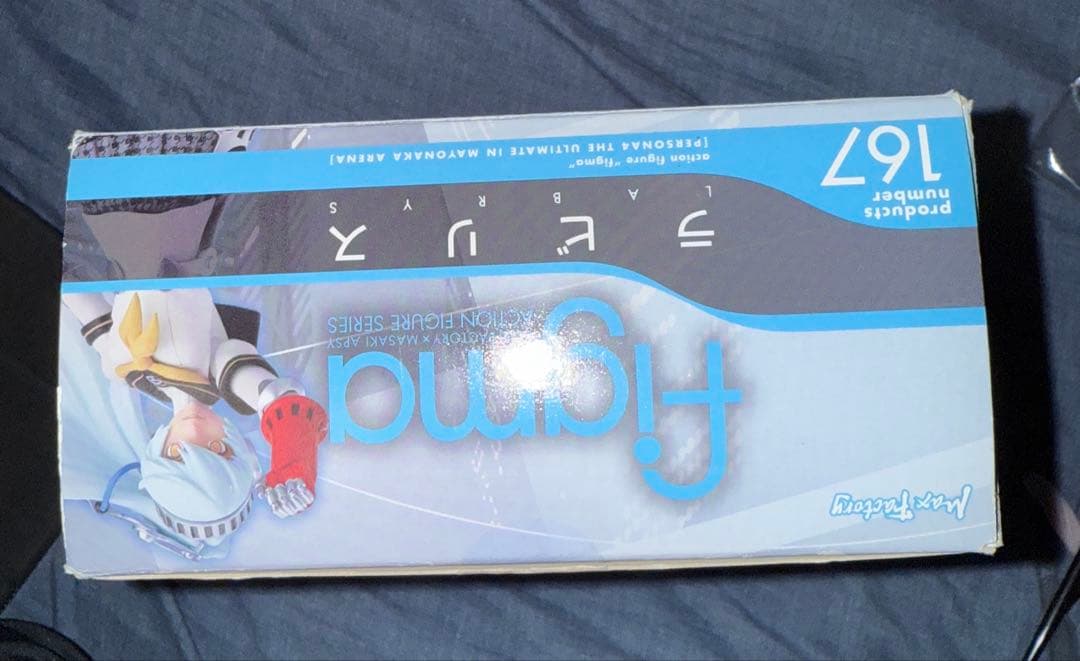 Max Factory
figma
FACTORY × MASAKI APSY
ACTION FIGURE SERIES
ラビリス
LABRYS
products
number
167
action figure "figma"
[PERSONA4 THE ULTIMATE IN MAYONAKA ARENA]